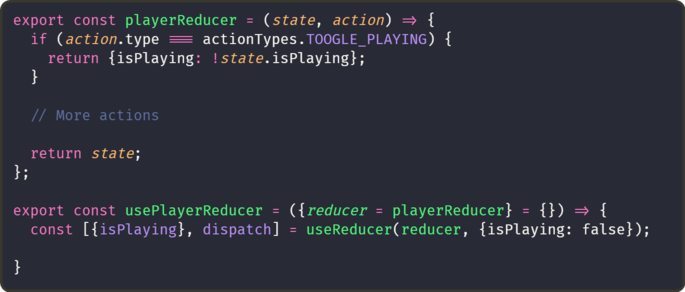 export const playerReducer = (state, action) => {
  if (action.type === actionTypes.TOOGLE_PLAYING) {
    return {isPlaying: !state.isPlaying};
  }

  // More actions

  return state;
};

export const usePlayerReducer = ({reducer = playerReducer} = {}) => {
  const [{isPlaying}, dispatch] = useReducer(reducer, {isPlaying: false});

}